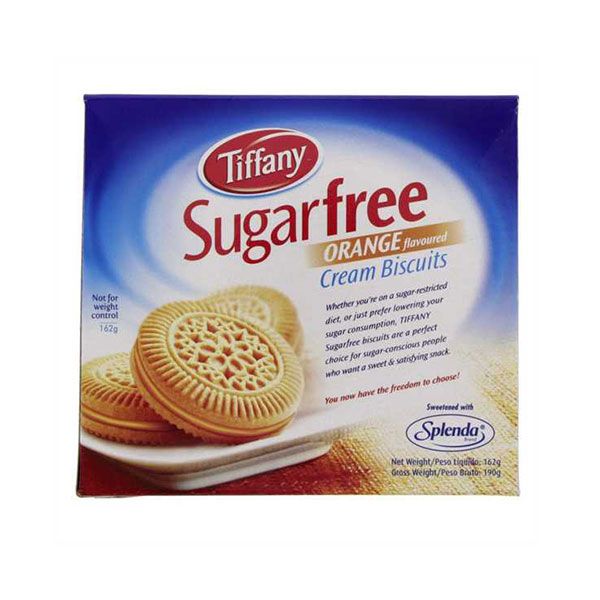 Tiffany
Sugarfree
ORANGE flavoured
Cream Biscuits
Not for
weight
control
162g
Whether you're on a sugar-restricted
diet, or just prefer lowering your
sugar consumption, TIFFANY
Sugarfree biscuits are a perfect
choice for sugar-conscious people
who want a sweet & satisfying snack.
You now have the freedom to choose!
Sweetened with
Splenda®
Brand
Net Weight/Peso Liquido: 162g
Gross Weight/Peso Bruto: 190g